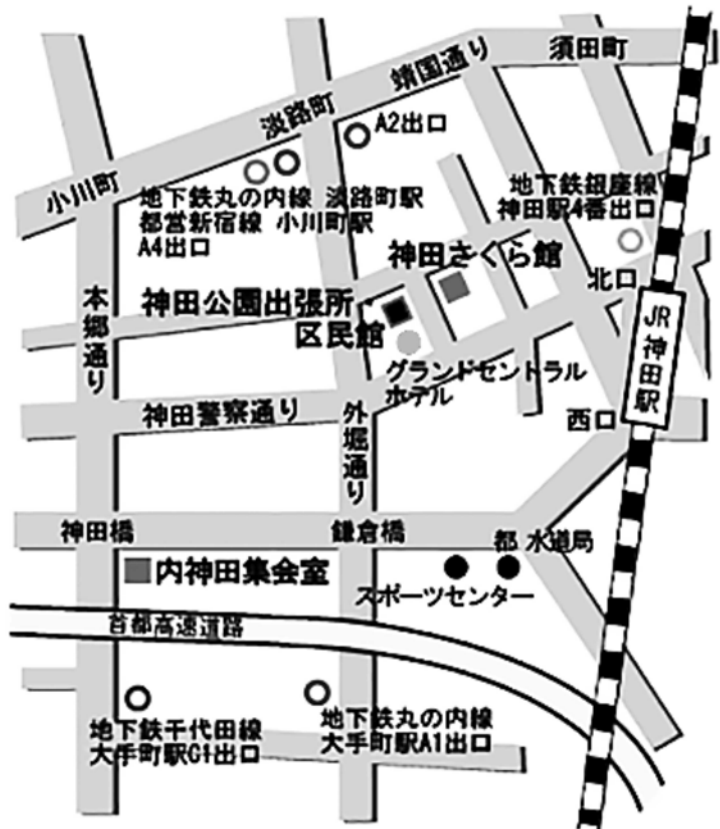 須田町
靖国通り
淡路町
A2出口
小川町
地下鉄丸の内線 淡路町駅
都営新宿線 小川町駅
A4出口
地下鉄銀座線
神田駅4番出口
神田さくら館
北口
本郷通り
神田公園出張所
区民館
JR神田駅
グランドセントラル
ホテル
神田警察通り
外堀通り
西口
神田橋
鎌倉橋
都 水道局
内神田集会室
スポーツセンター
首都高速道路
地下鉄千代田線
大手町駅C1出口
地下鉄丸の内線
大手町駅A1出口